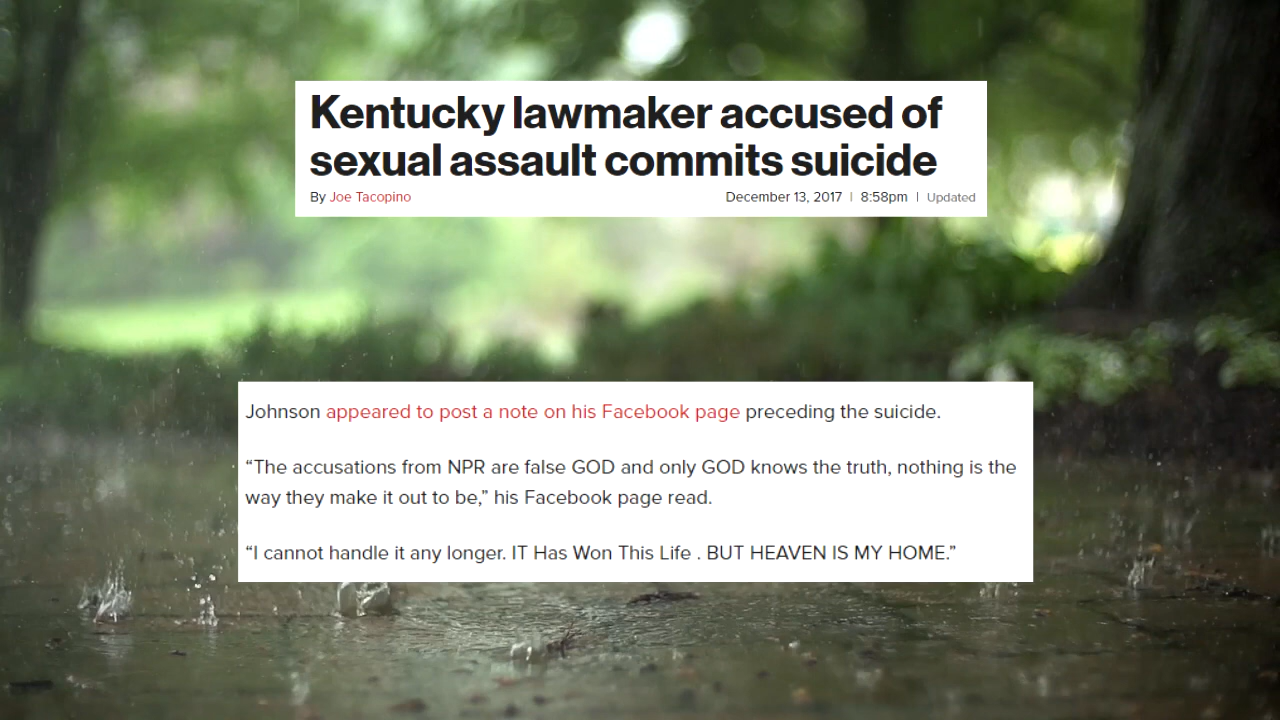 Kentucky lawmaker accused of
sexual assault commits suicide
By Joe Tacopino December 13, 2017 | 8:58pm | Updated
Johnson appeared to post a note on his Facebook page preceding the suicide.
“The accusations from NPR are false GOD and only GOD knows the truth, nothing is the
way they make it out to be,” his Facebook page read.
“I cannot handle it any longer. IT Has Won This Life . BUT HEAVEN IS MY HOME.”